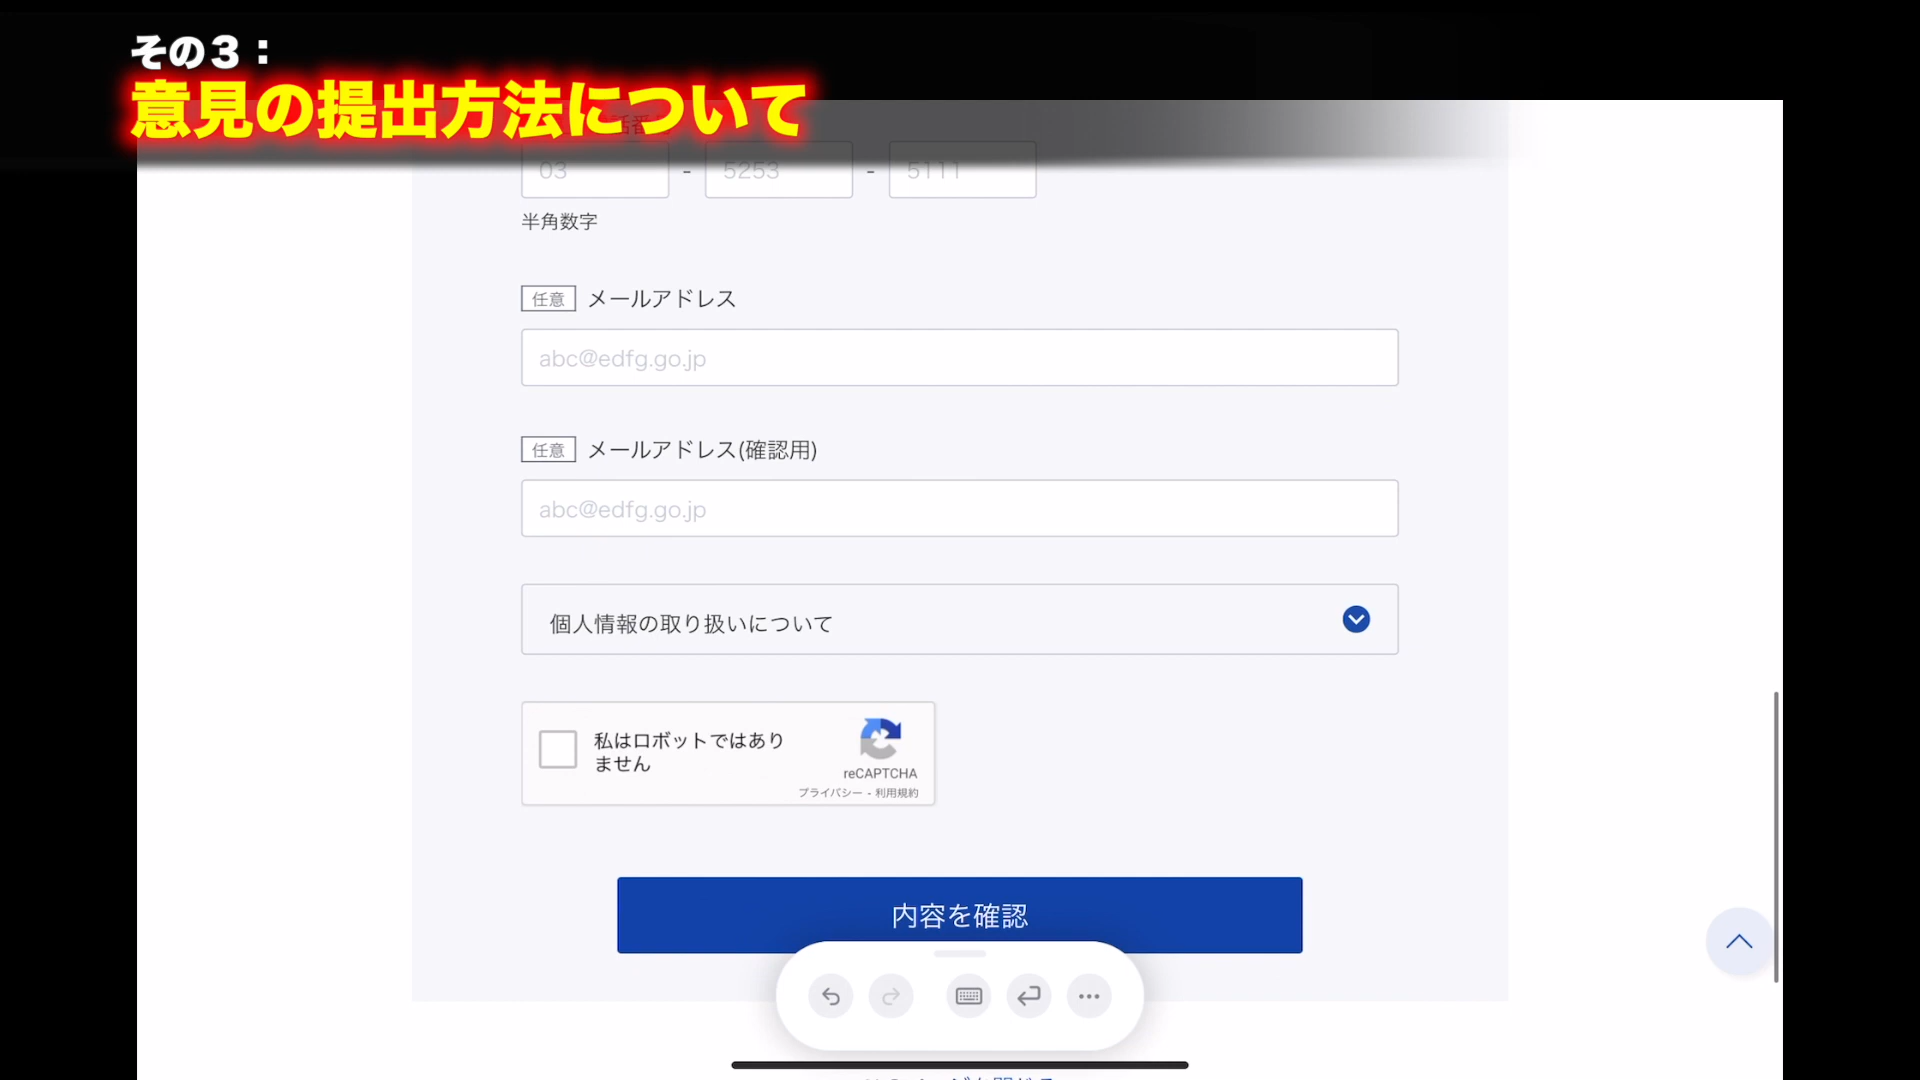 その3：
意見の提出方法について
03 - 5253 - 5111
半角数字
任意 メールアドレス
abc@edfg.go.jp
任意 メールアドレス(確認用)
abc@edfg.go.jp
個人情報の取り扱いについて
私はロボットではあり
ません
reCAPTCHA
プライバシー - 利用規約
内容を確認